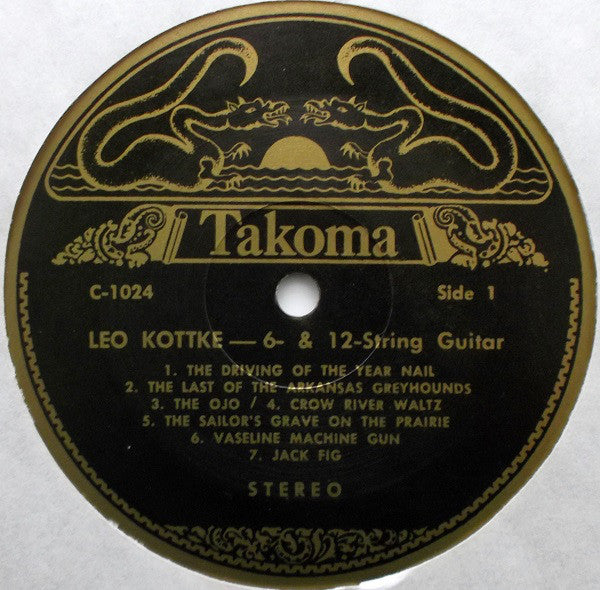 Takoma
C-1024 Side 1
LEO KOTTKE — 6- & 12-String Guitar
1. THE DRIVING OF THE YEAR NAIL
2. THE LAST OF THE ARKANSAS GREYHOUNDS
3. THE OJO / 4. CROW RIVER WALTZ
5. THE SAILOR'S GRAVE ON THE PRAIRIE
6. VASELINE MACHINE GUN
7. JACK FIG
STEREO